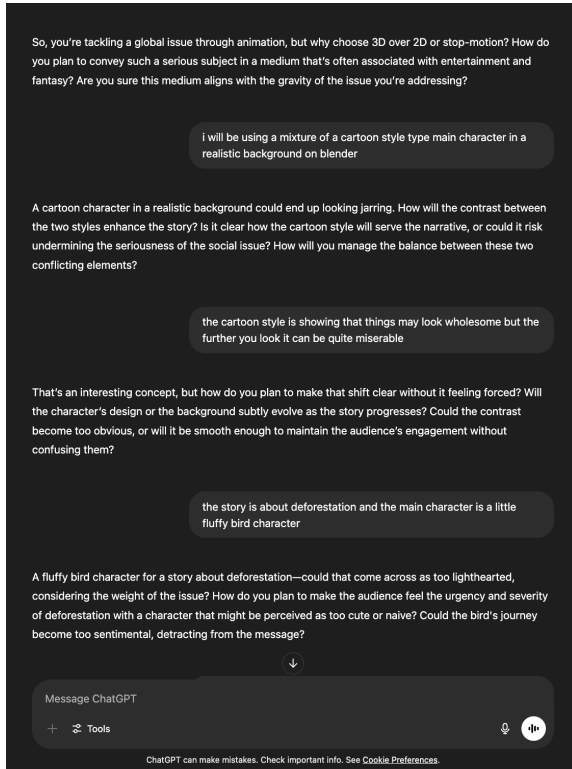 So, you're tackling a global issue through animation, but why choose 3D over 2D or stop-motion? How do
you plan to convey such a serious subject in a medium that's often associated with entertainment and
fantasy? Are you sure this medium aligns with the gravity of the issue you're addressing?
i will be using a mixture of a cartoon style type main character in a
realistic background on blender
A cartoon character in a realistic background could end up looking jarring. How will the contrast between
the two styles enhance the story? Is it clear how the cartoon style will serve the narrative, or could it risk
undermining the seriousness of the social issue? How will you manage the balance between these two
conflicting elements?
the cartoon style is showing that things may look wholesome but the
further you look it can be quite miserable
That's an interesting concept, but how do you plan to make that shift clear without it feeling forced? Will
the character's design or the background subtly evolve as the story progresses? Could the contrast
become too obvious, or will it be smooth enough to maintain the audience's engagement without
confusing them?
the story is about deforestation and the main character is a little
fluffy bird character
A fluffy bird character for a story about deforestation—could that come across as too lighthearted,
considering the weight of the issue? How do you plan to make the audience feel the urgency and severity
of deforestation with a character that might be perceived as too cute or naive? Could the bird's journey
become too sentimental, detracting from the message?
Message ChatGPT
Tools
ChatGPT can make mistakes. Check important info. See Cookie Preferences.